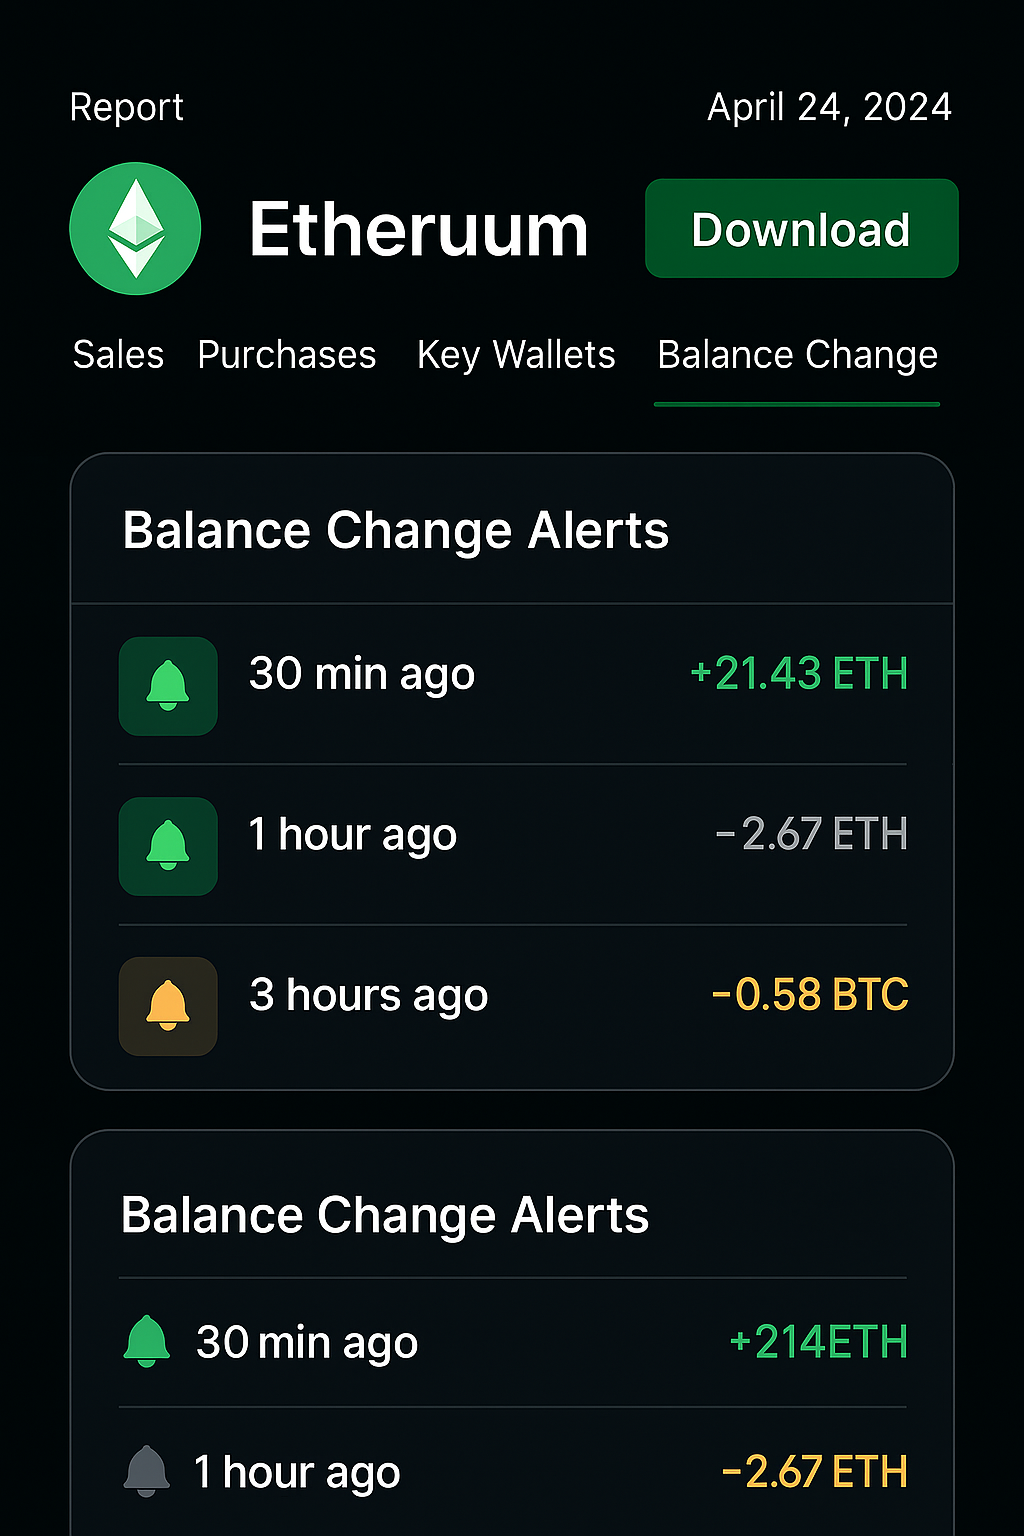 Report April 24, 2024
Etheruum Download
Sales Purchases Key Wallets Balance Change
Balance Change Alerts
30 min ago +21.43 ETH
1 hour ago −2.67 ETH
3 hours ago −0.58 BTC
Balance Change Alerts
30 min ago +214ETH
1 hour ago −2.67 ETH